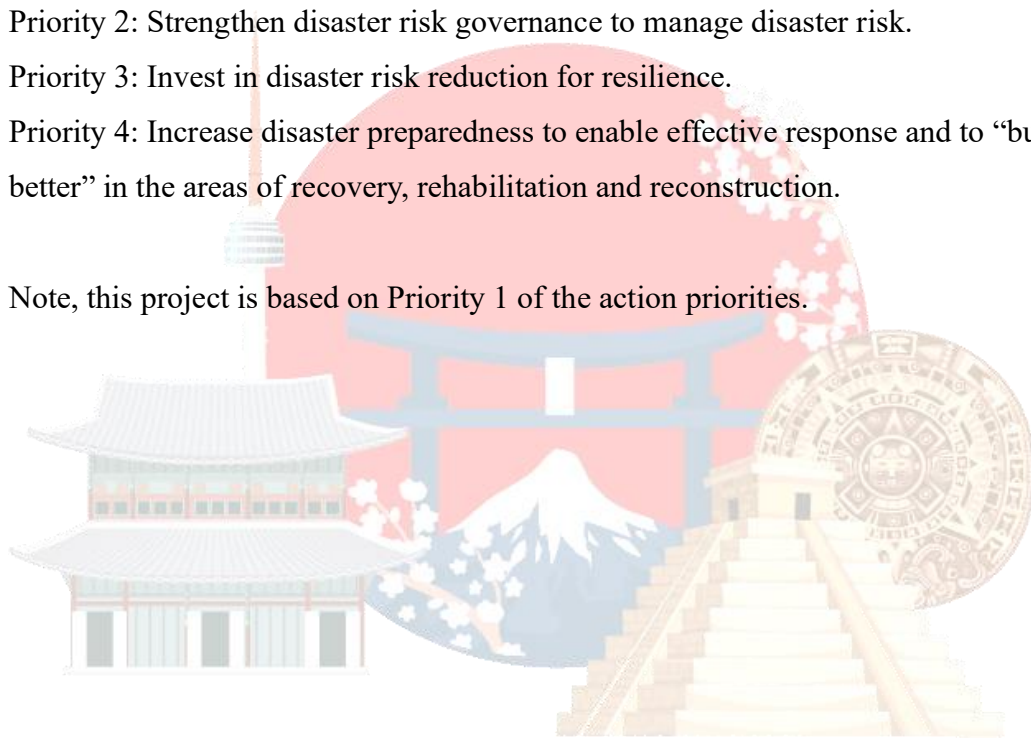 Priority 2: Strengthen disaster risk governance to manage disaster risk.
Priority 3: Invest in disaster risk reduction for resilience.
Priority 4: Increase disaster preparedness to enable effective response and to “bu
better” in the areas of recovery, rehabilitation and reconstruction.
Note, this project is based on Priority 1 of the action priorities.